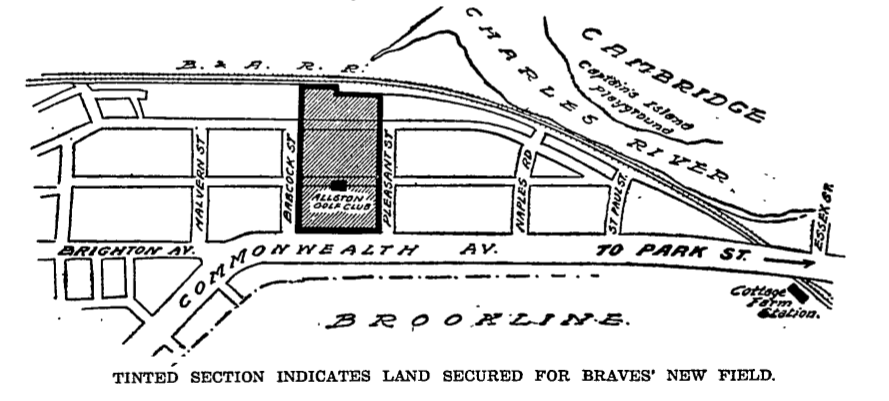 B. & A. R. R.
CHARLES
RIVER.
CAMBRIDGE
Captain's Island
Playground
MALVERN ST
BABCOCK ST
PLEASANT ST
NAPLES RD
ST PAUL ST.
ESSEX ST.
ALLSTON
GOLF CLUB
BRIGHTON AV.
COMMONWEALTH AV.
TO PARK ST.
Cottage
Farm
Station.
BROOKLINE.
TINTED SECTION INDICATES LAND SECURED FOR BRAVES' NEW FIELD.